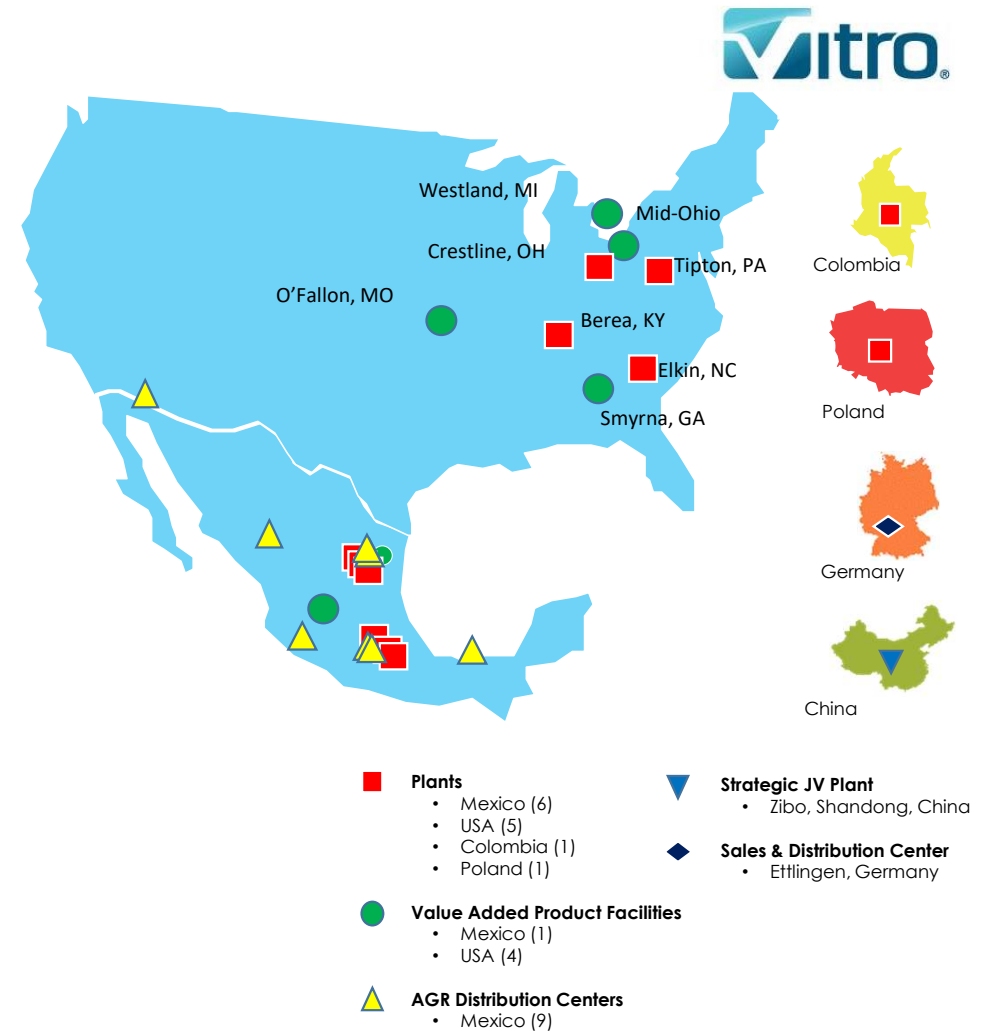 Vitro®
Westland, MI
Mid-Ohio
Crestline, OH
Tipton, PA
Colombia
O’Fallon, MO
Berea, KY
Elkin, NC
Smyrna, GA
Poland
Germany
China
Plants
• Mexico (6)
• USA (5)
• Colombia (1)
• Poland (1)
Value Added Product Facilities
• Mexico (1)
• USA (4)
AGR Distribution Centers
• Mexico (9)
Strategic JV Plant
• Zibo, Shandong, China
Sales & Distribution Center
• Ettlingen, Germany